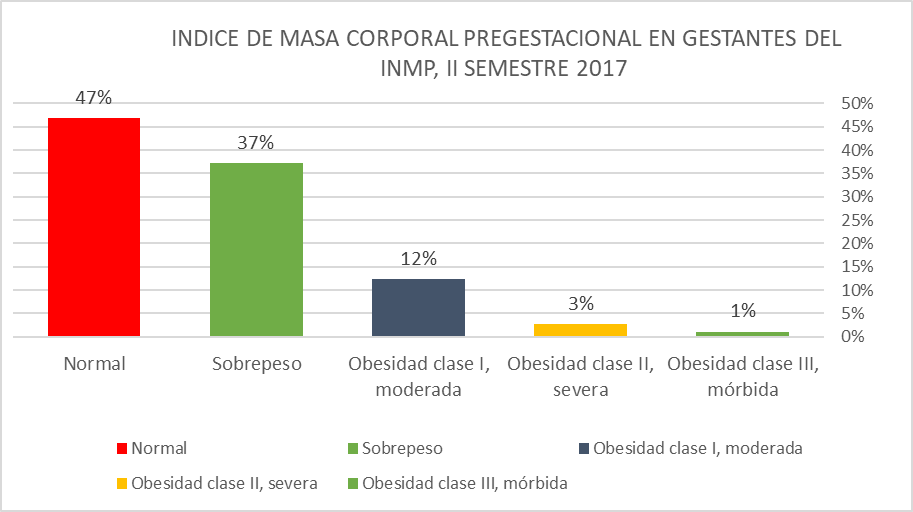 INDICE DE MASA CORPORAL PREGESTACIONAL EN GESTANTES DEL
INMP, II SEMESTRE 2017
47%
37%
12%
3%
1%
50%
45%
40%
35%
30%
25%
20%
15%
10%
5%
0%
Normal
Sobrepeso
Obesidad clase I,
moderada
Obesidad clase II,
severa
Obesidad clase III,
mórbida
Normal
Sobrepeso
Obesidad clase I, moderada
Obesidad clase II, severa
Obesidad clase III, mórbida